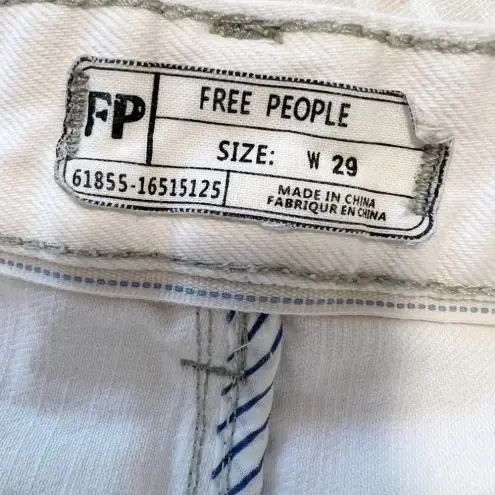 FP
FREE PEOPLE
SIZE: W 29
61855-16515125
MADE IN CHINA
FABRIQUR EN CHINA